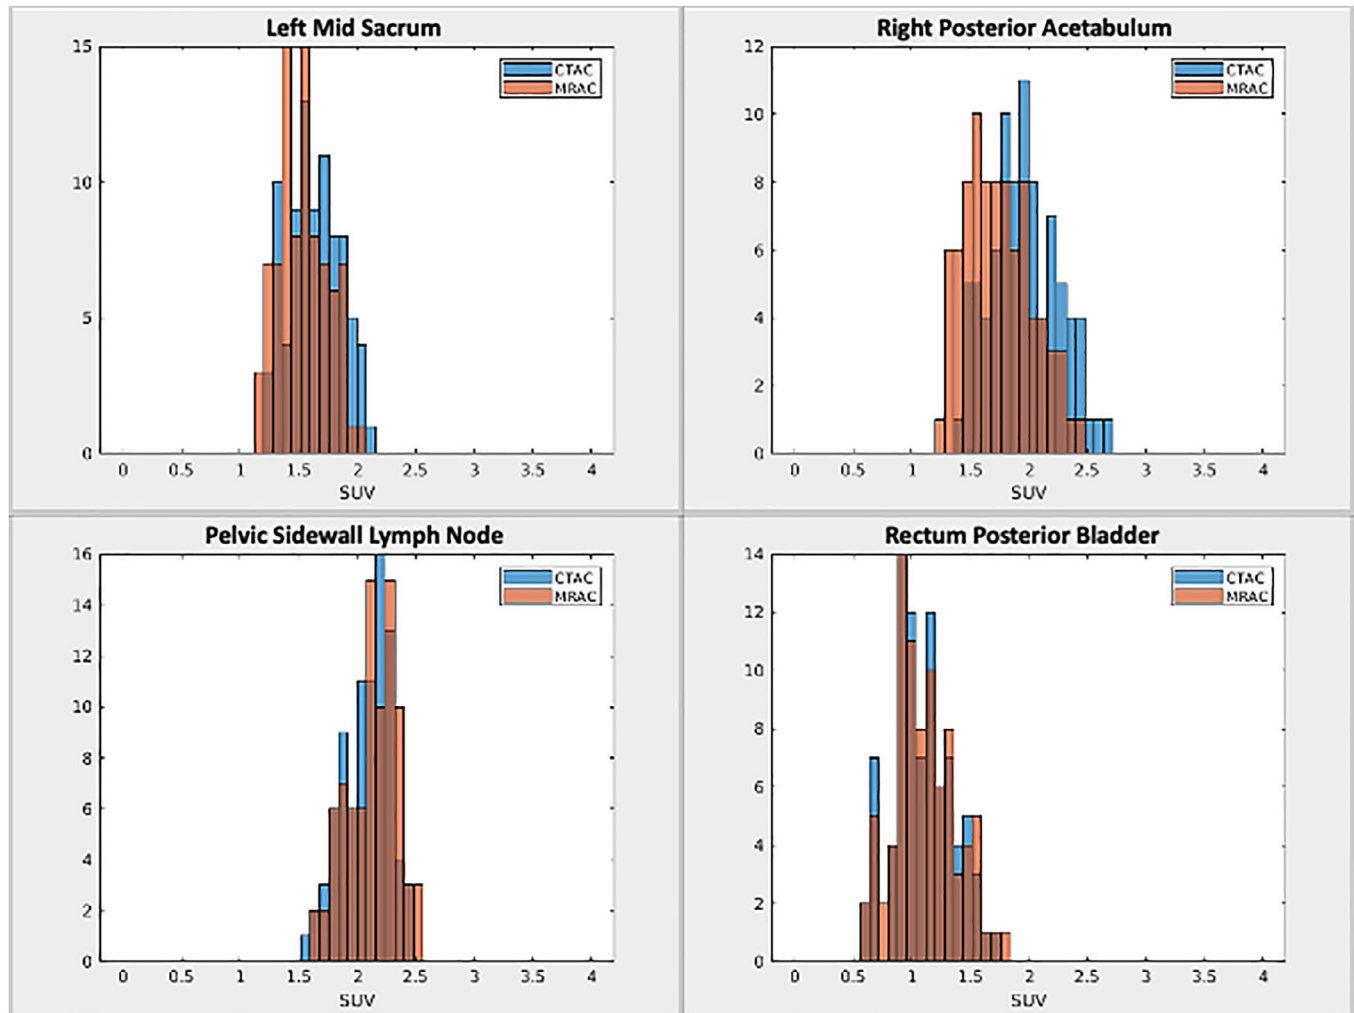 Left Mid Sacrum
15
10
5
0
CTAC
MRAC
0 0.5 1 1.5 2 2.5 3 3.5 4
SUV
Right Posterior Acetabulum
12
10
8
6
4
2
0
CTAC
MRAC
0 0.5 1 1.5 2 2.5 3 3.5 4
SUV
Pelvic Sidewall Lymph Node
16
14
12
10
8
6
4
2
0
CTAC
MRAC
0 0.5 1 1.5 2 2.5 3 3.5 4
SUV
Rectum Posterior Bladder
14
12
10
8
6
4
2
0
CTAC
MRAC
0 0.5 1 1.5 2 2.5 3 3.5 4
SUV